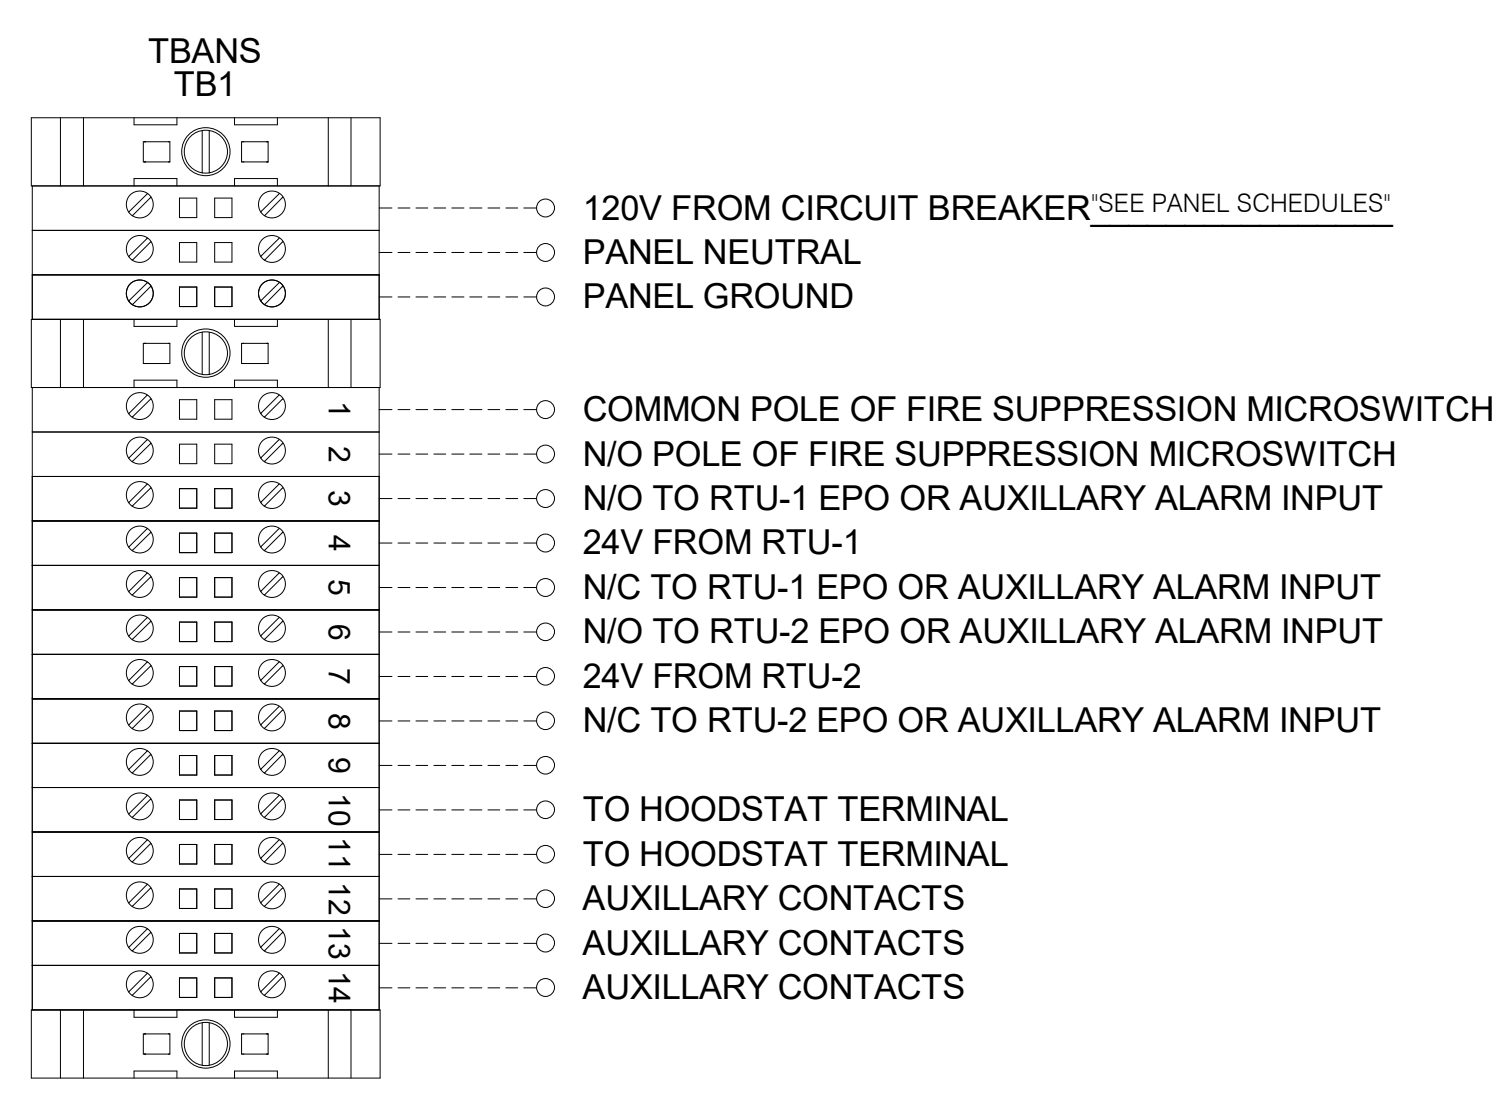 TBANS
TB1
120V FROM CIRCUIT BREAKER "SEE PANEL SCHEDULES"
PANEL NEUTRAL
PANEL GROUND
1 COMMON POLE OF FIRE SUPPRESSION MICROSWITCH
2 N/O POLE OF FIRE SUPPRESSION MICROSWITCH
3 N/O TO RTU-1 EPO OR AUXILLARY ALARM INPUT
4 24V FROM RTU-1
5 N/C TO RTU-1 EPO OR AUXILLARY ALARM INPUT
6 N/O TO RTU-2 EPO OR AUXILLARY ALARM INPUT
7 24V FROM RTU-2
8 N/C TO RTU-2 EPO OR AUXILLARY ALARM INPUT
9
10 TO HOODSTAT TERMINAL
11 TO HOODSTAT TERMINAL
12 AUXILLARY CONTACTS
13 AUXILLARY CONTACTS
14 AUXILLARY CONTACTS